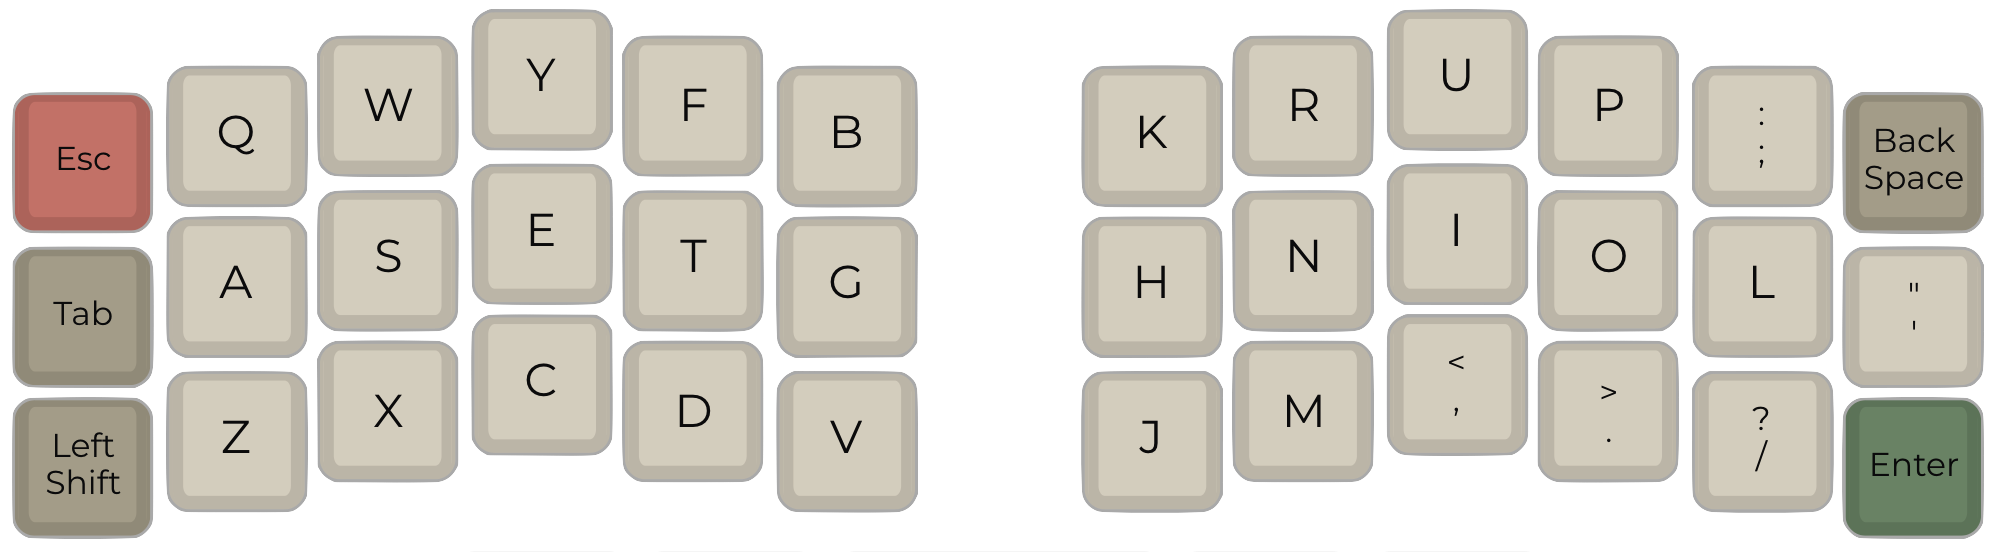 Esc Q W Y F B K R U P : ; Back Space
Tab A S E T G H N I O L " '
Left Shift Z X C D V J M < , > . ? / Enter